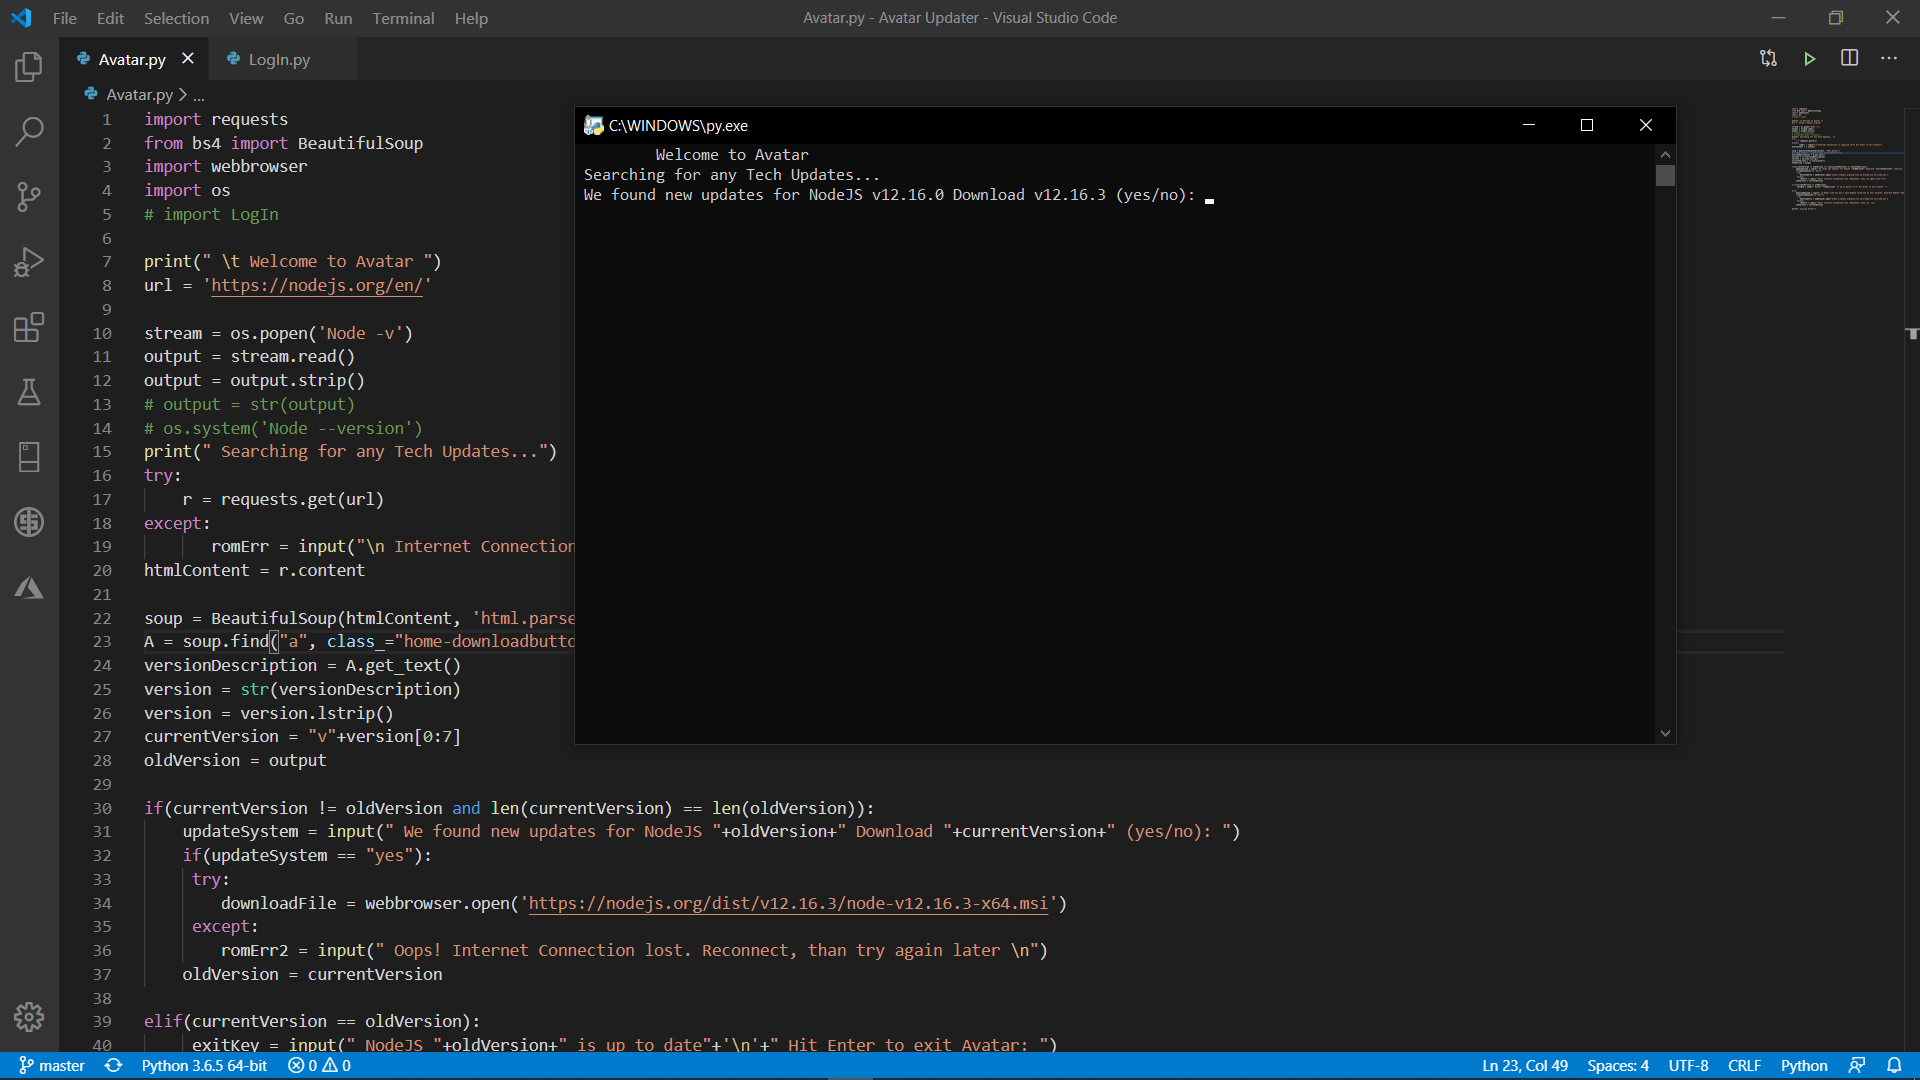 File Edit Selection View Go Run Terminal Help
Avatar.py - Avatar Updater - Visual Studio Code
Avatar.py LogIn.py
Avatar.py > ...
1 import requests
2 from bs4 import BeautifulSoup
3 import webbrowser
4 import os
5 # import LogIn
6
7 print(" \t Welcome to Avatar ")
8 url = 'https://nodejs.org/en/'
9
10 stream = os.popen('Node -v')
11 output = stream.read()
12 output = output.strip()
13 # output = str(output)
14 # os.system('Node --version')
15 print(" Searching for any Tech Updates...")
16 try:
17 r = requests.get(url)
18 except:
19 romErr = input("\n Internet Connection
20 htmlContent = r.content
21
22 soup = BeautifulSoup(htmlContent, 'html.parse
23 A = soup.find("a", class_="home-downloadbutto
24 versionDescription = A.get_text()
25 version = str(versionDescription)
26 version = version.lstrip()
27 currentVersion = "v"+version[0:7]
28 oldVersion = output
29
30 if(currentVersion != oldVersion and len(currentVersion) == len(oldVersion)):
31 updateSystem = input(" We found new updates for NodeJS "+oldVersion+" Download "+currentVersion+" (yes/no): ")
32 if(updateSystem == "yes"):
33 try:
34 downloadFile = webbrowser.open('https://nodejs.org/dist/v12.16.3/node-v12.16.3-x64.msi')
35 except:
36 romErr2 = input(" Oops! Internet Connection lost. Reconnect, than try again later \n")
37 oldVersion = currentVersion
38
39 elif(currentVersion == oldVersion):
40 exitKey = input(" NodeJS "+oldVersion+" is up to date"+'\n'+" Hit Enter to exit Avatar: ")
C:\WINDOWS\py.exe
Welcome to Avatar
Searching for any Tech Updates...
We found new updates for NodeJS v12.16.0 Download v12.16.3 (yes/no):
master Python 3.6.5 64-bit 0 0 Ln 23, Col 49 Spaces: 4 UTF-8 CRLF Python